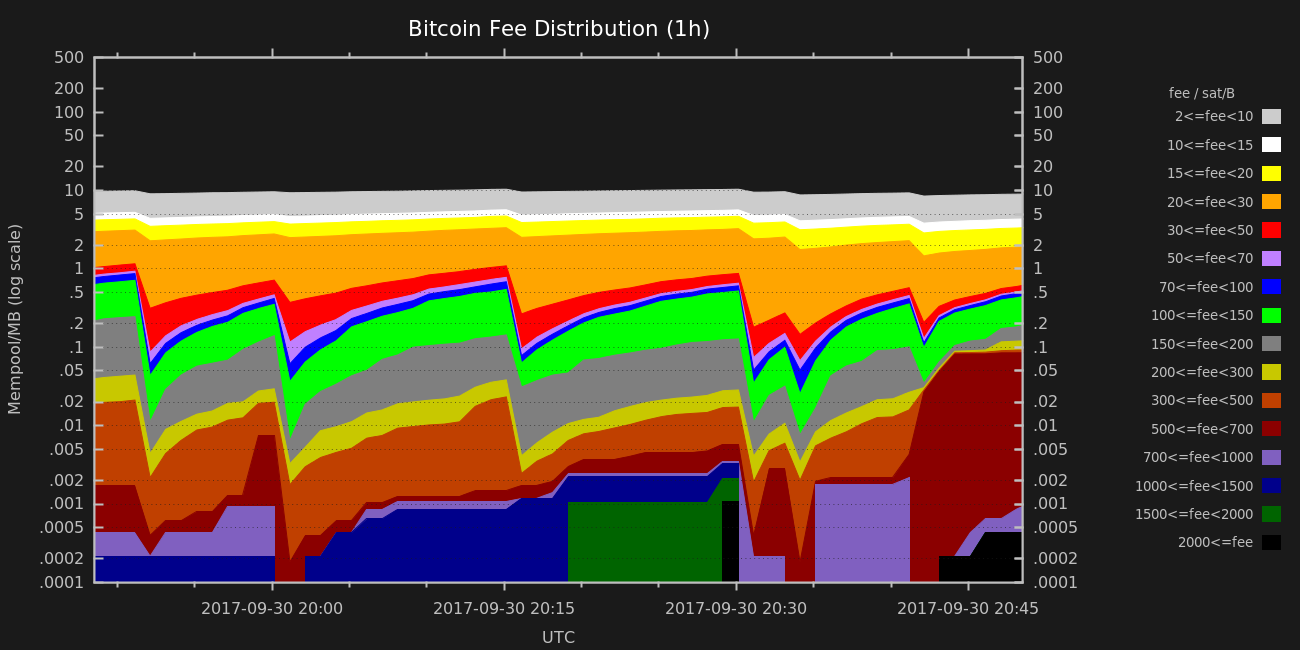 Bitcoin Fee Distribution (1h)
Mempool/MB (log scale)
500
200
100
50
20
10
5
2
1
.5
.2
.1
.05
.02
.01
.005
.002
.001
.0005
.0002
.0001
500
200
100
50
20
10
5
2
1
.5
.2
.1
.05
.02
.01
.005
.002
.001
.0005
.0002
.0001
2017-09-30 20:00
2017-09-30 20:15
2017-09-30 20:30
2017-09-30 20:45
UTC
fee / sat/B
2<=fee<10
10<=fee<15
15<=fee<20
20<=fee<30
30<=fee<50
50<=fee<70
70<=fee<100
100<=fee<150
150<=fee<200
200<=fee<300
300<=fee<500
500<=fee<700
700<=fee<1000
1000<=fee<1500
1500<=fee<2000
2000<=fee